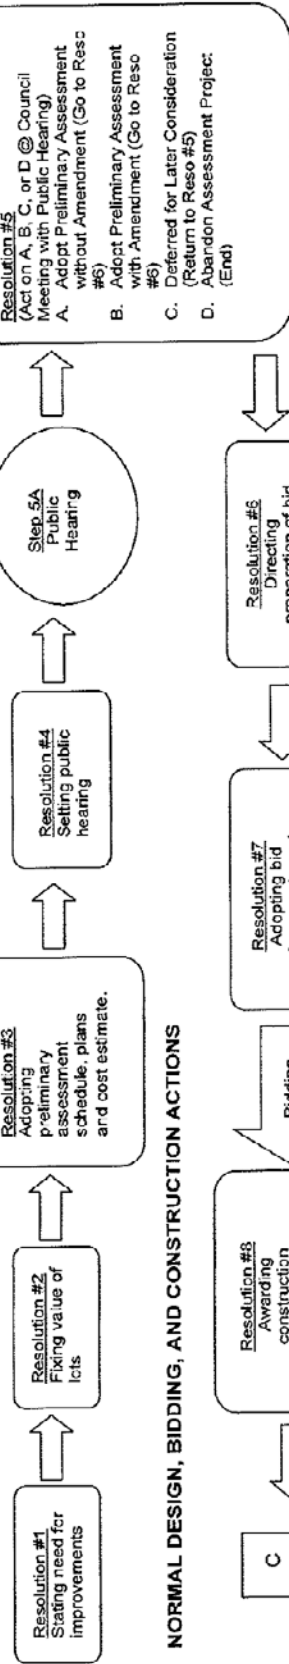 Resolution #1
Stating need for
improvements
Resolution #2
Fixing value of
lots
Resolution #3
Adopting
preliminary
assessment
schedule, plans
and cost estimate.
Resolution #4
Setting public
hearing
Step 5A
Public
Hearing
Resolution #5
(Act on A, B, C, or D @ Council
Meeting with Public Hearing)
A. Adopt Preliminary Assessment
without Amendment (Go to Reso
#6)
B. Adopt Preliminary Assessment
with Amendment (Go to Reso
#6)
C. Deferred for Later Consideration
(Return to Reso #5)
D. Abandon Assessment Project
(End)
NORMAL DESIGN, BIDDING, AND CONSTRUCTION ACTIONS
C
Resolution #8
Awarding
construction
Bidding
Resolution #7
Adopting bid
Resolution #6
Directing
preparation of bid